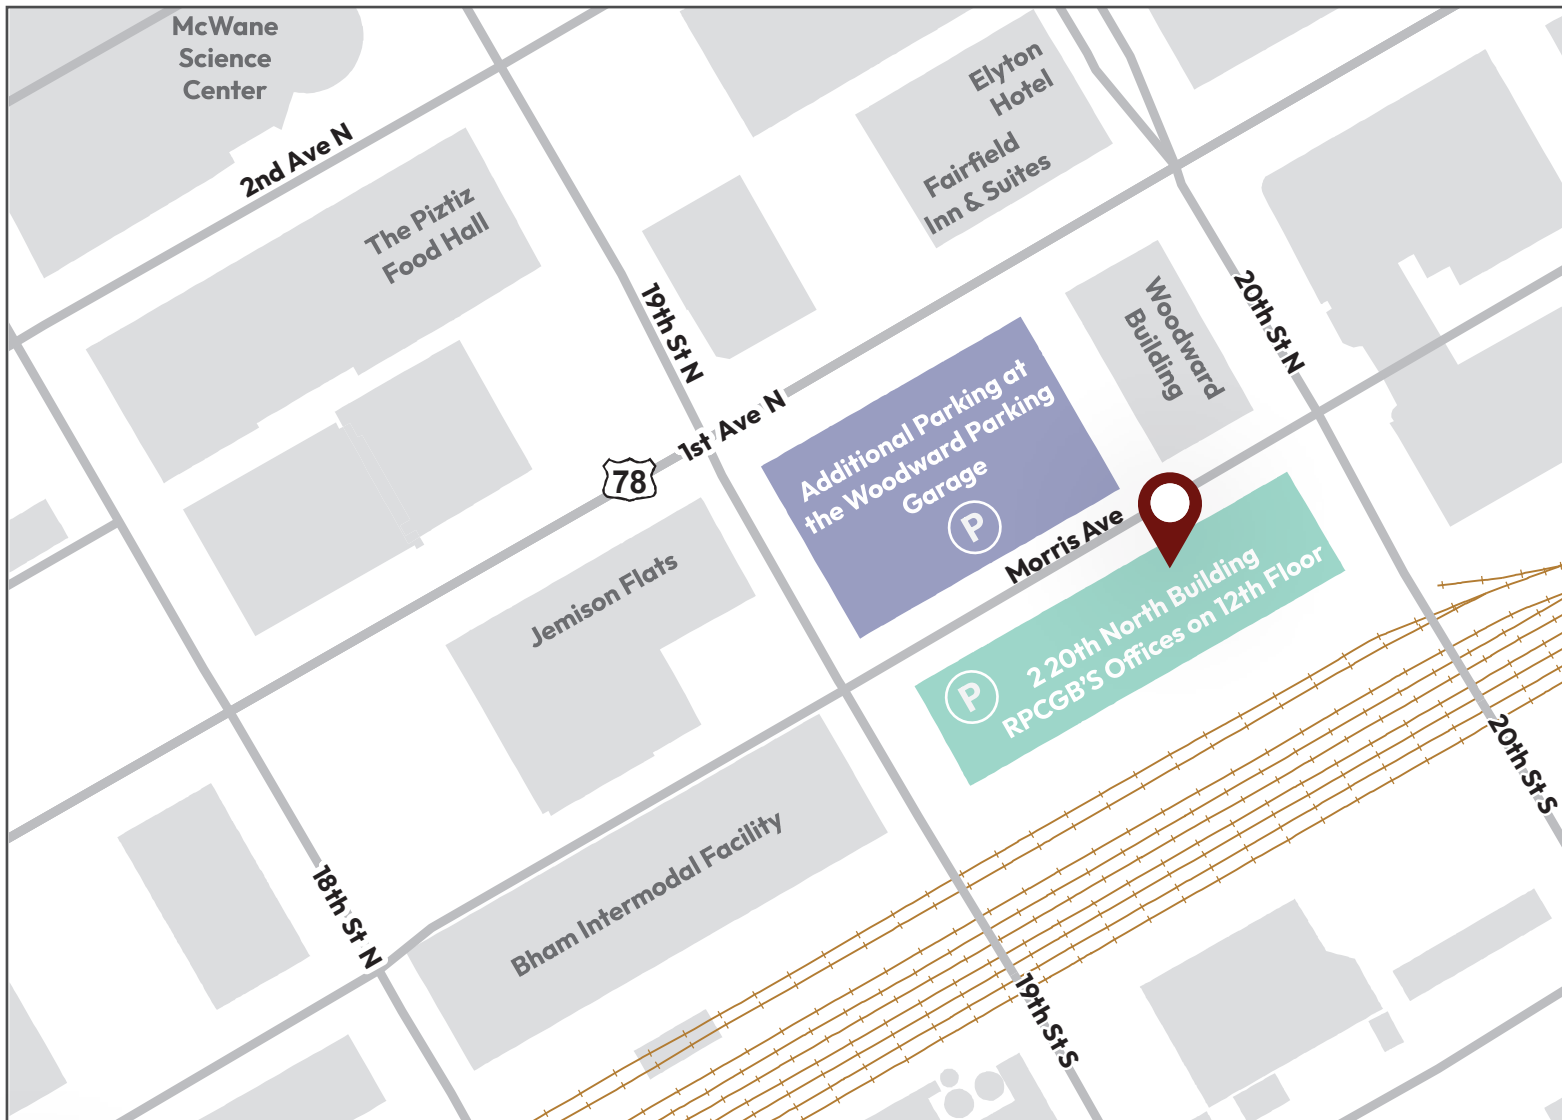 McWane
Science
Center
2nd Ave N
The Piztiz
Food Hall
Elyton
Hotel
Fairfield
Inn & Suites
19th St N
20th St N
Woodward
Building
1st Ave N
78
Additional Parking at
the Woodward Parking
Garage
P
Morris Ave
Jemison Flats
2 20th North Building
RPCGB'S Offices on 12th Floor
P
20th St S
Bham Intermodal Facility
18th St N
19th St S